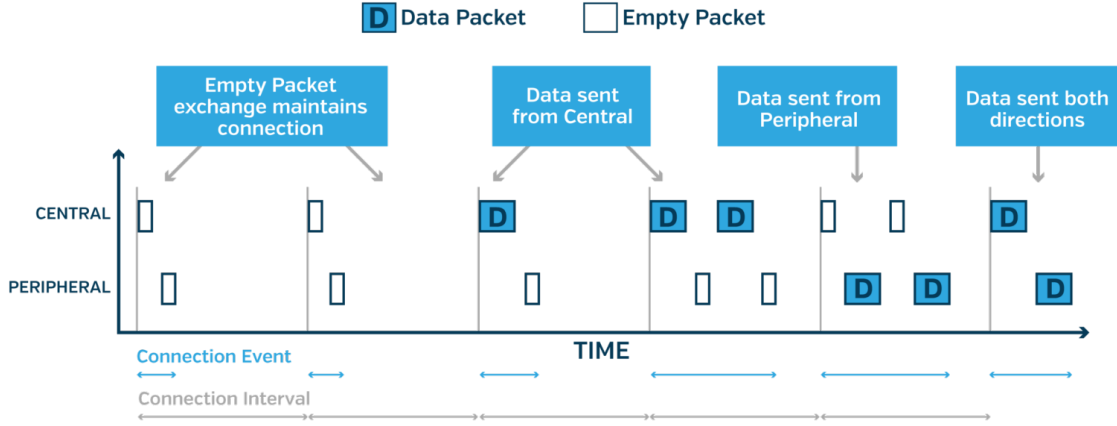 D Data Packet
Empty Packet
Empty Packet
exchange maintains
connection
Data sent
from Central
Data sent from
Peripheral
Data sent both
directions
CENTRAL
D
D
D
D
PERIPHERAL
D
D
D
TIME
Connection Event
Connection Interval